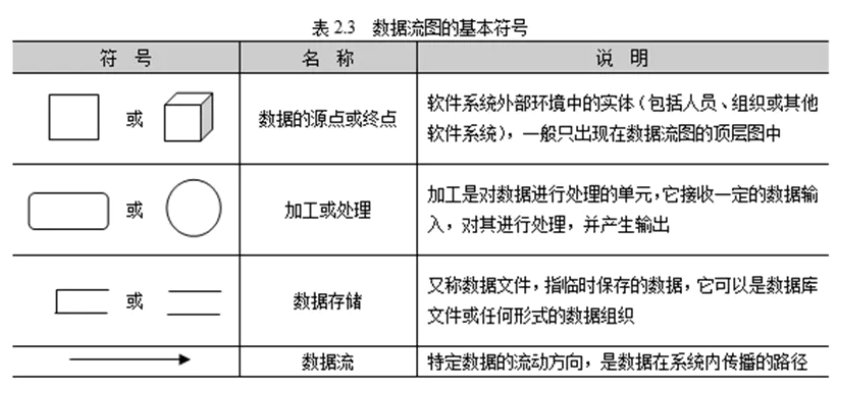 表 2.3 数据流图的基本符号
符 号 名 称 说 明
或 数据的源点或终点 软件系统外部环境中的实体（包括人员、组织或其他
软件系统），一般只出现在数据流图的顶层图中
或 加工或处理 加工是对数据进行处理的单元，它接收一定的数据输
入，对其进行处理，并产生输出
或 数据存储 又称数据文件，指临时保存的数据，它可以是数据库
文件或任何形式的数据组织
数据流 特定数据的流动方向，是数据在系统内传播的路径